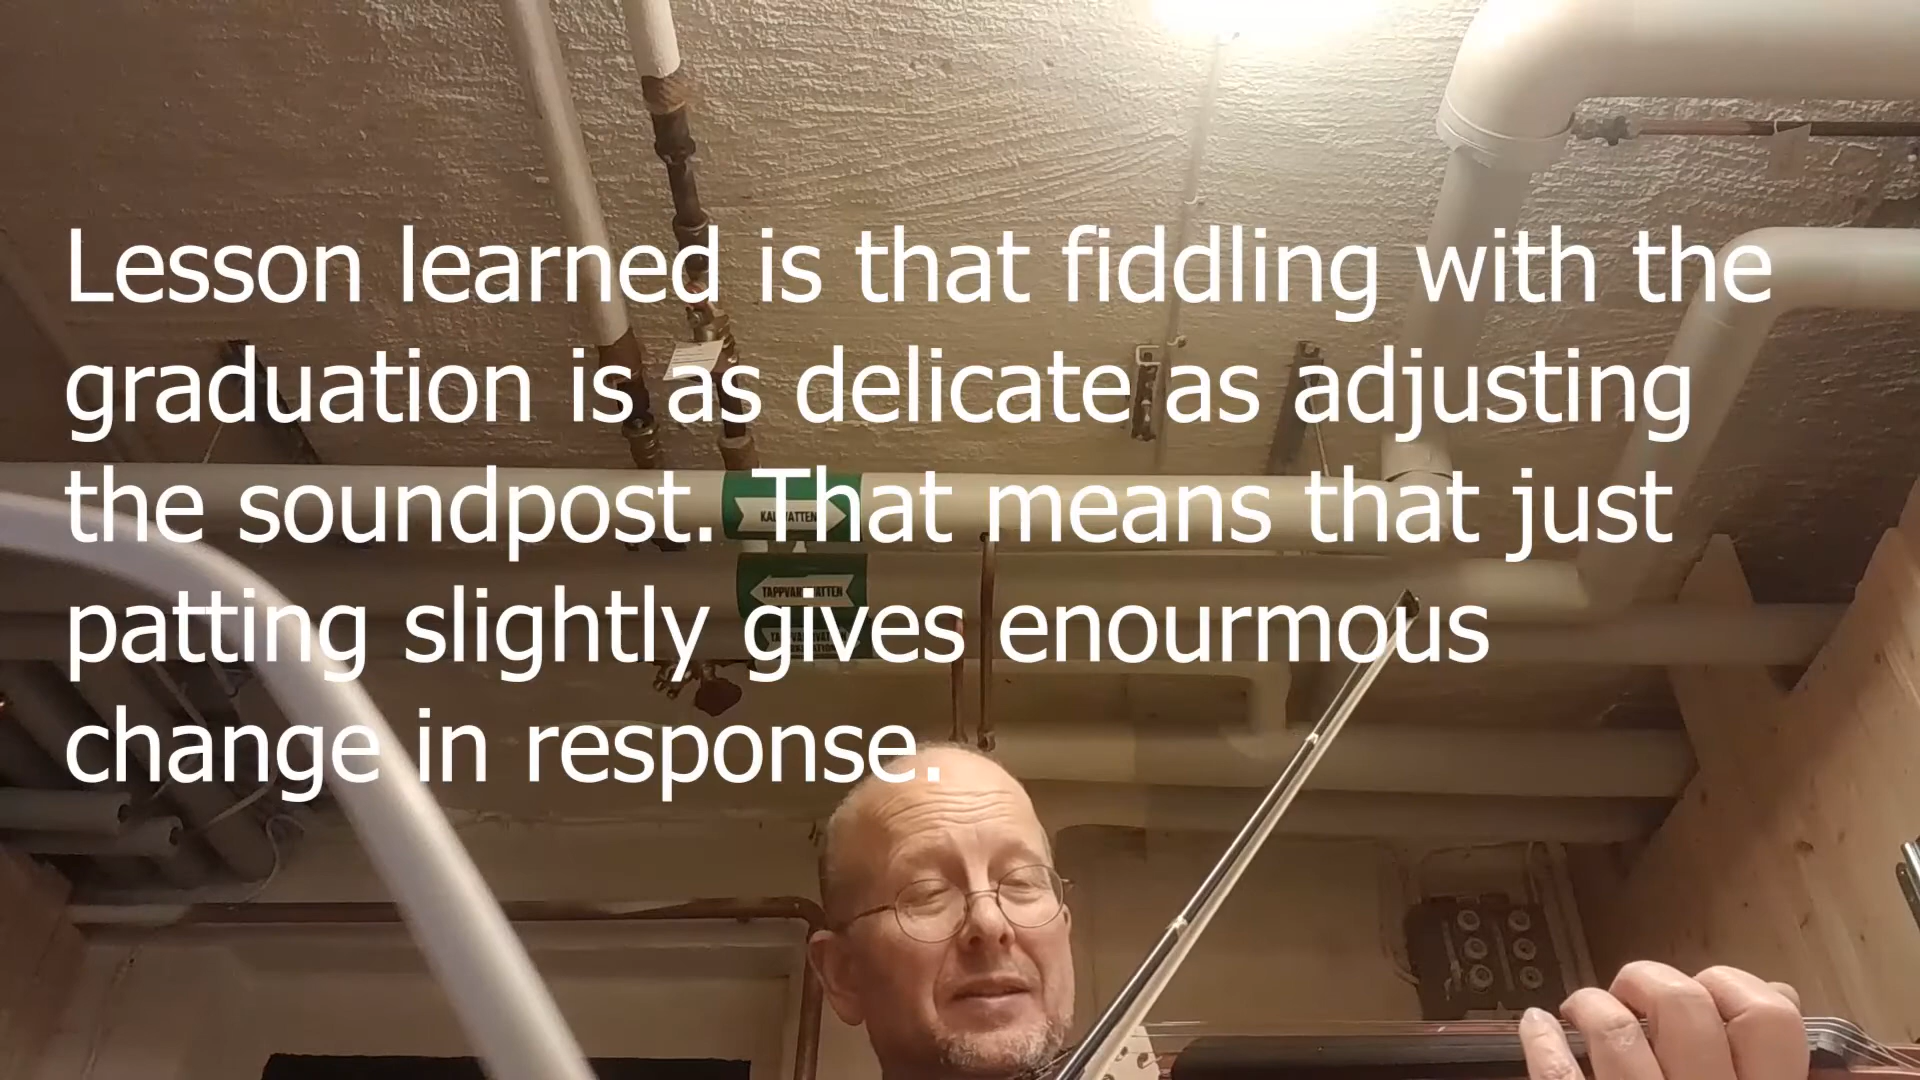 Lesson learned is that fiddling with the
graduation is as delicate as adjusting
the soundpost. That means that just
patting slightly gives enourmous
change in response.